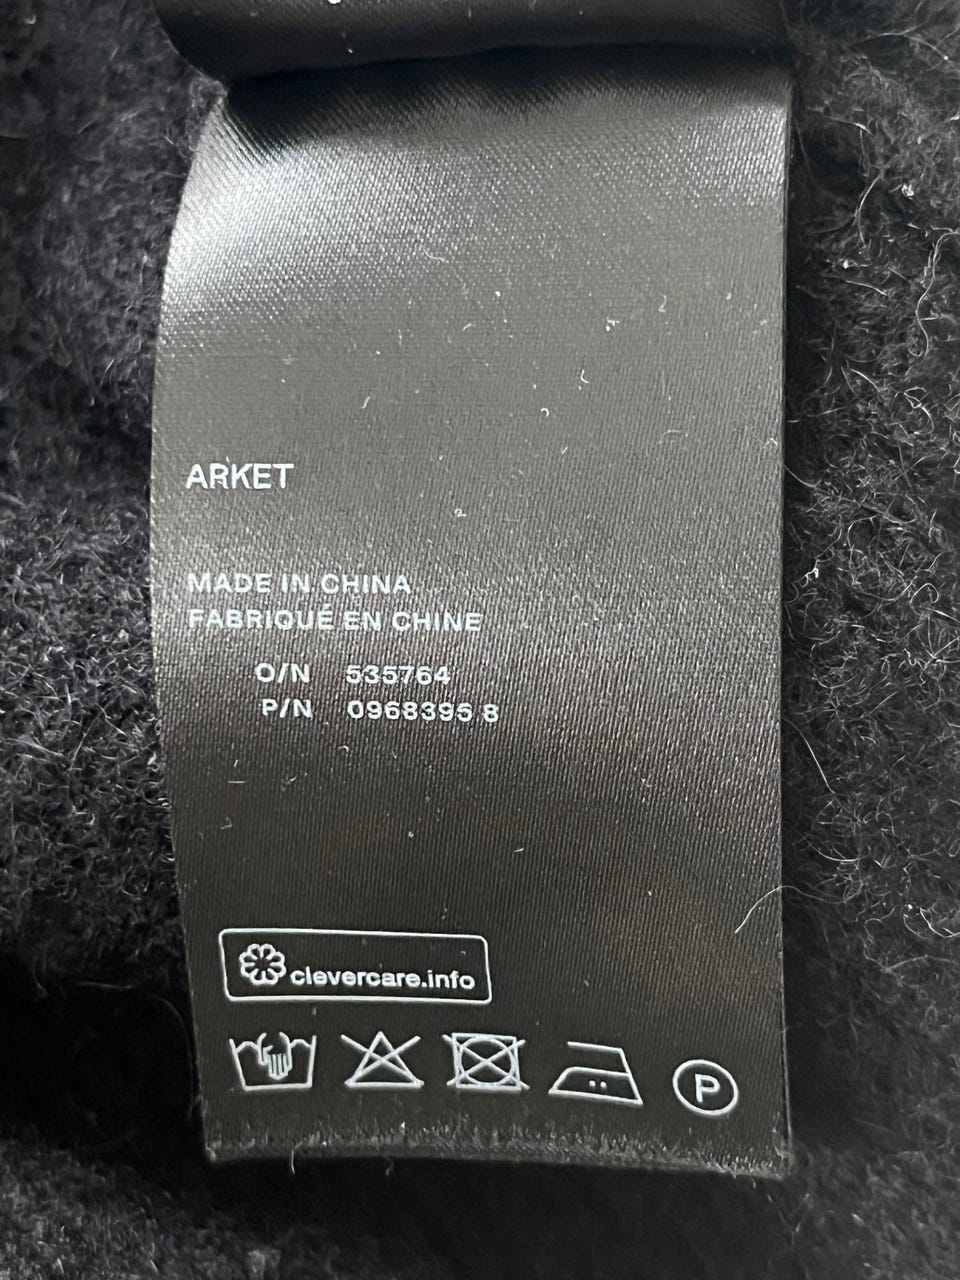 ARKET
MADE IN CHINA
FABRIQUÉ EN CHINE
O/N 535764
P/N 0968395 8
clevercare.info
P